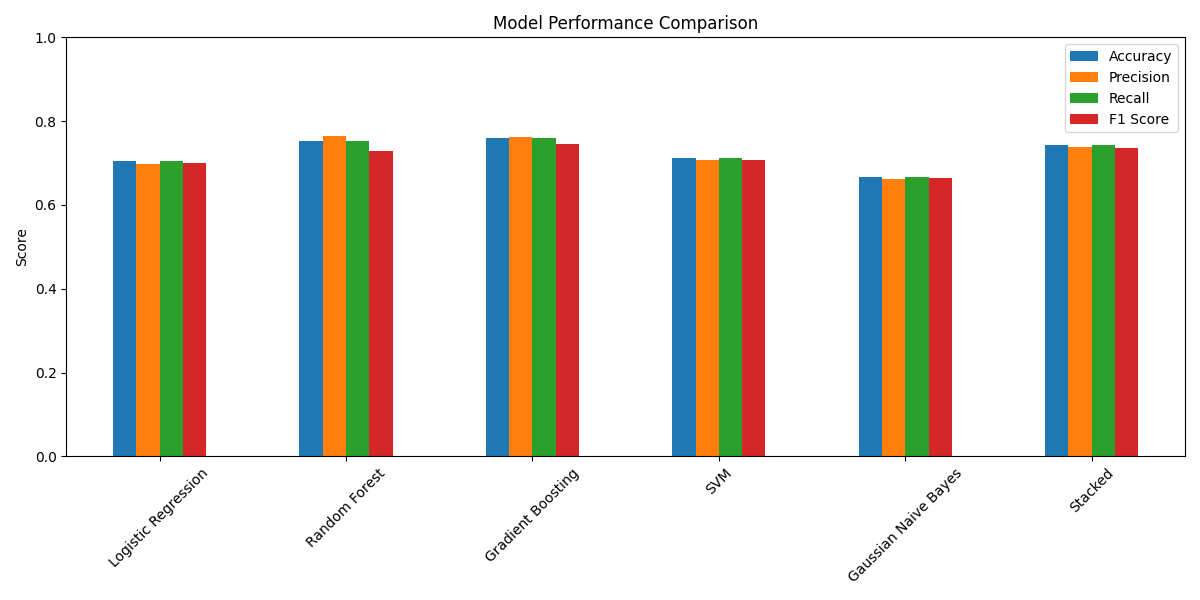 Model Performance Comparison
1.0
0.8
0.6
0.4
0.2
0.0
Score
Accuracy
Precision
Recall
F1 Score
Logistic Regression
Random Forest
Gradient Boosting
SVM
Gaussian Naive Bayes
Stacked